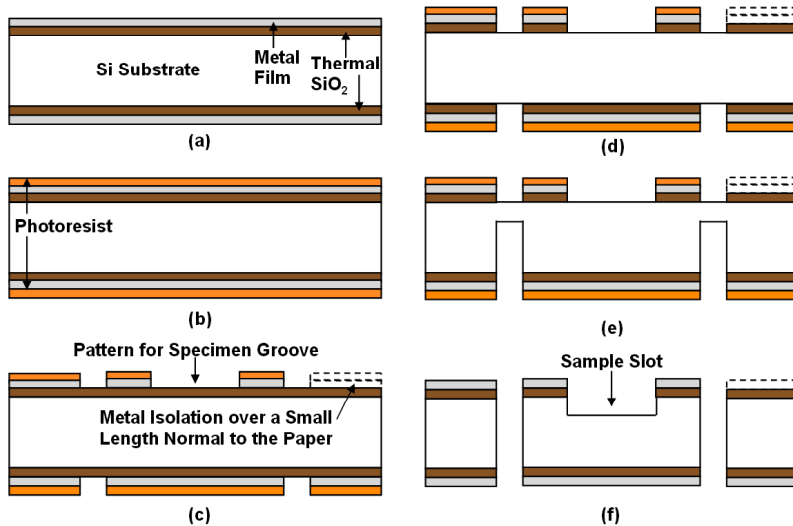 Si Substrate
Metal
Film
Thermal
SiO₂
(a)
Photoresist
(b)
Pattern for Specimen Groove
Metal Isolation over a Small
Length Normal to the Paper
(c)
(d)
(e)
Sample Slot
(f)